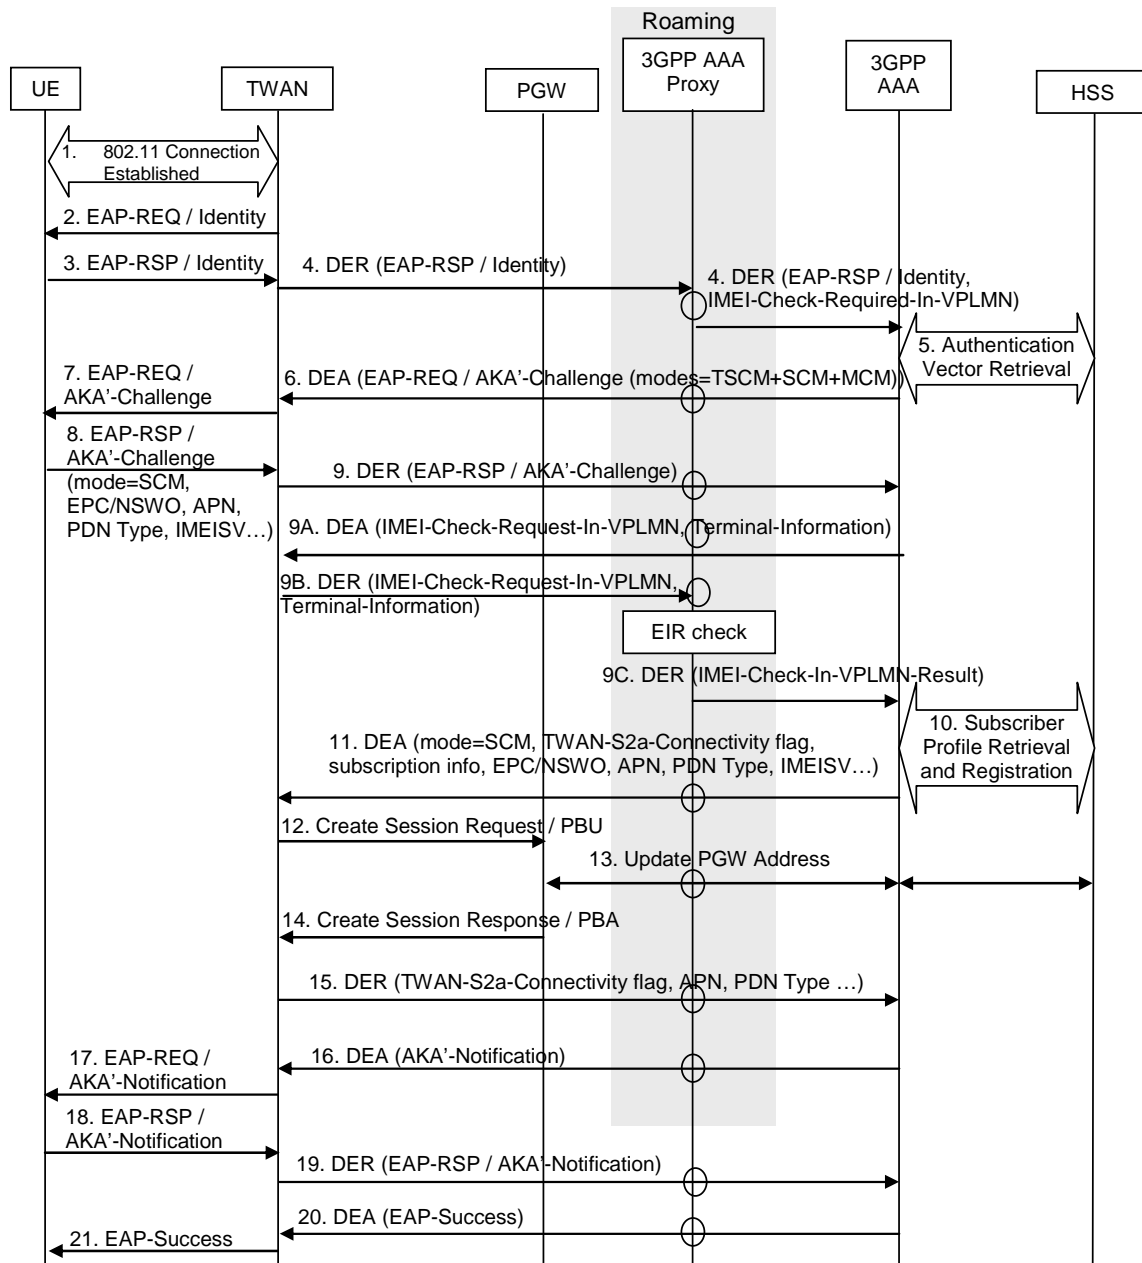 Roaming
UE
TWAN
PGW
3GPP AAA
Proxy
3GPP
AAA
HSS
1. 802.11 Connection
Established
2. EAP-REQ / Identity
3. EAP-RSP / Identity
4. DER (EAP-RSP / Identity)
4. DER (EAP-RSP / Identity,
IMEI-Check-Required-In-VPLMN)
5. Authentication
Vector Retrieval
6. DEA (EAP-REQ / AKA’-Challenge (modes=TSCM+SCM+MCM))
7. EAP-REQ /
AKA’-Challenge
8. EAP-RSP /
AKA’-Challenge
(mode=SCM,
EPC/NSWO, APN,
PDN Type, IMEISV…)
9. DER (EAP-RSP / AKA’-Challenge)
9A. DEA (IMEI-Check-Request-In-VPLMN, Terminal-Information)
9B. DER (IMEI-Check-Request-In-VPLMN,
Terminal-Information)
EIR check
9C. DER (IMEI-Check-In-VPLMN-Result)
10. Subscriber
Profile Retrieval
and Registration
11. DEA (mode=SCM, TWAN-S2a-Connectivity flag,
subscription info, EPC/NSWO, APN, PDN Type, IMEISV…)
12. Create Session Request / PBU
13. Update PGW Address
14. Create Session Response / PBA
15. DER (TWAN-S2a-Connectivity flag, APN, PDN Type …)
16. DEA (AKA’-Notification)
17. EAP-REQ /
AKA’-Notification
18. EAP-RSP /
AKA’-Notification
19. DER (EAP-RSP / AKA’-Notification)
20. DEA (EAP-Success)
21. EAP-Success